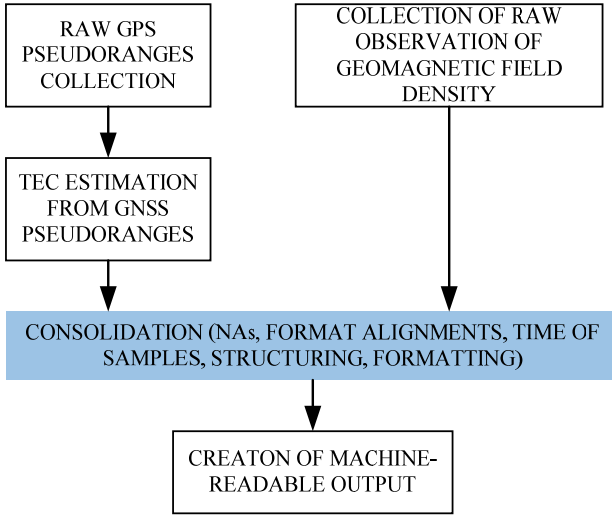 RAW GPS
PSEUDORANGES
COLLECTION
COLLECTION OF RAW
OBSERVATION OF
GEOMAGNETIC FIELD
DENSITY
TEC ESTIMATION
FROM GNSS
PSEUDORANGES
CONSOLIDATION (NAs, FORMAT ALIGNMENTS, TIME OF
SAMPLES, STRUCTURING, FORMATTING)
CREATON OF MACHINE-
READABLE OUTPUT